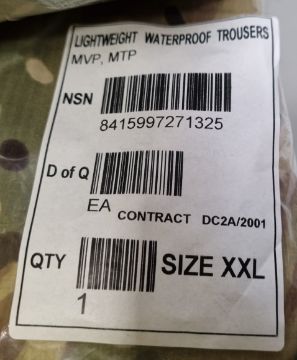 LIGHTWEIGHT WATERPROOF TROUSERS
MVP, MTP
NSN
8415997271325
D of Q
EA
CONTRACT DC2A/2001
QTY
SIZE XXL
1